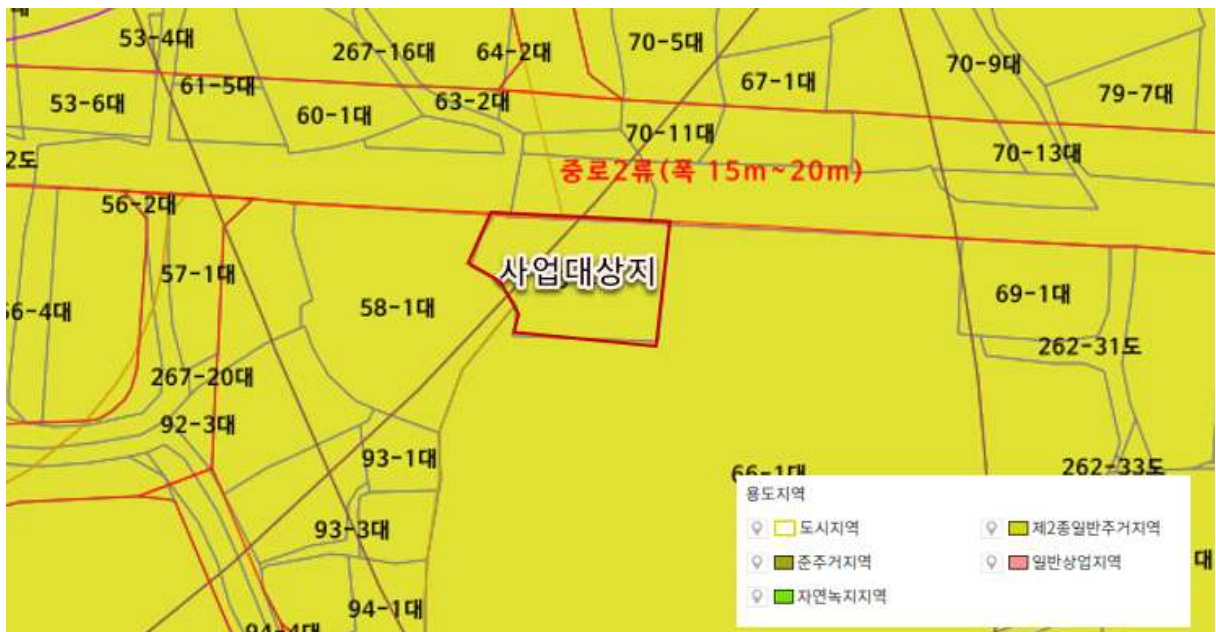 53-4대
267-16대
64-2대
70-5대
70-9대
53-6대
61-5대
60-1대
63-2대
67-1대
79-7대
70-11대
70-13대
2도
중로2류(폭 15m~20m)
56-2대
57-1대
사업대상지
58-1대
69-1대
66-4대
262-31도
267-20대
92-3대
93-1대
66-1대
262-33도
93-3대
94-1대
94-4대
대
용도지역
도시지역
제2종일반주거지역
준주거지역
일반상업지역
자연녹지지역